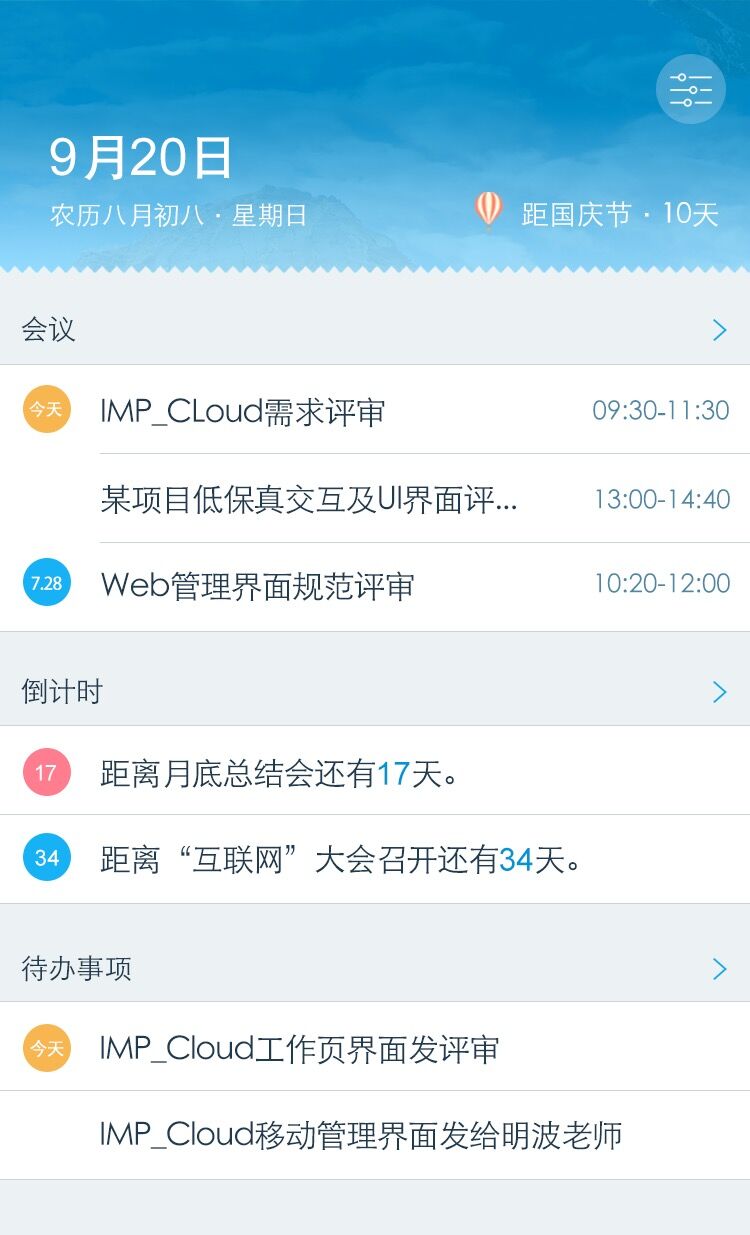 9月20日
农历八月初八·星期日
距国庆节·10天
会议
今天 IMP_CLoud需求评审 09:30-11:30
某项目低保真交互及UI界面评... 13:00-14:40
7.28 Web管理界面规范评审 10:20-12:00
倒计时
17 距离月底总结会还有17天。
34 距离“互联网”大会召开还有34天。
待办事项
今天 IMP_Cloud工作页界面发评审
IMP_Cloud移动管理界面发给明波老师